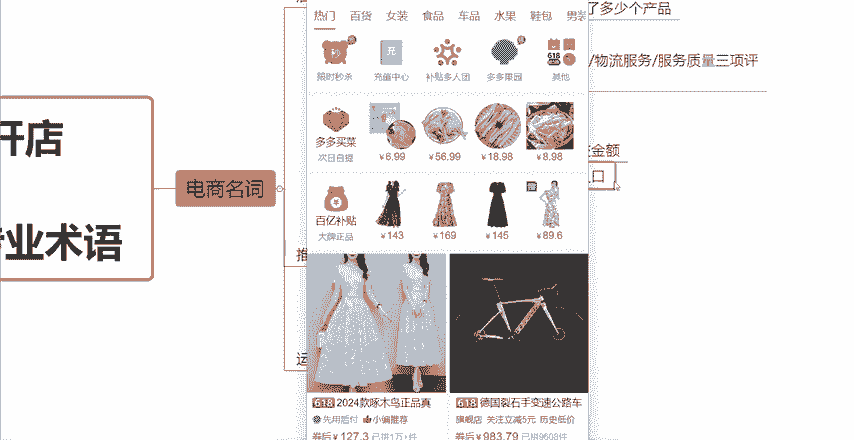 热门 百货 女装 食品 车品 水果 鞋包 男装
了多少个产品
充
618
限时秒杀 充值中心 补贴多人团 多多果园 其他
/物流服务/服务质量三项评
开店
多多买菜
次日自提 ¥6.99 ¥56.99 ¥18.98 ¥8.98
金额
口
电商名词
百亿补贴
大牌正品 ¥143 ¥169 ¥145 ¥89.6
业术语
推
运
618 2024款啄木鸟正品真
618 德国裂石手变速公路车
先用后付 小编推荐
旗舰店 关注立减5元 历史低价
券后¥127.3 已拼1万+件
券后¥983.79 已拼9608件